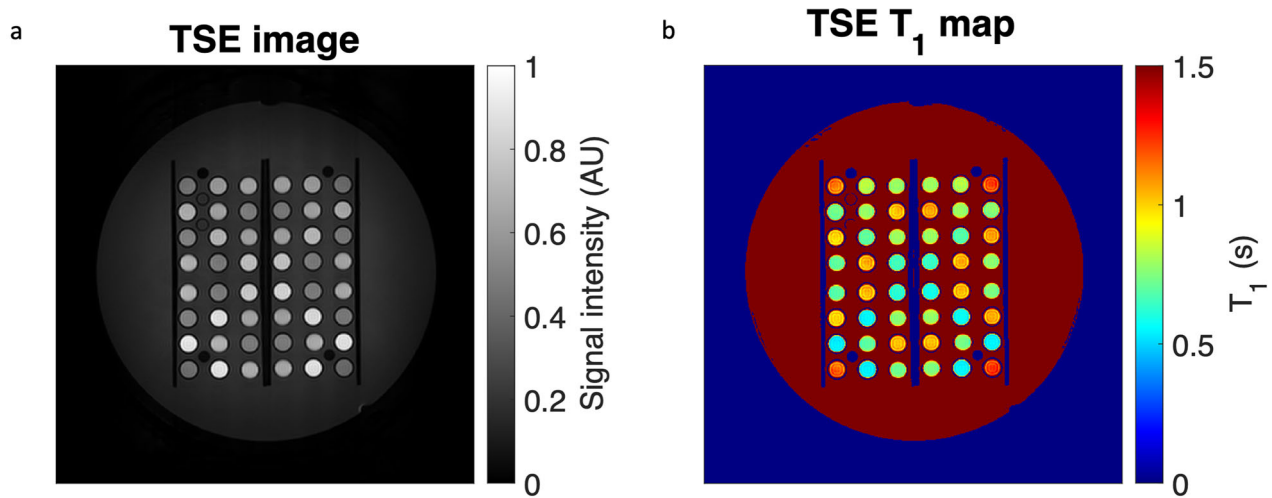 a
TSE image
1
0.8
0.6
0.4
0.2
0
Signal intensity (AU)
b
TSE T₁ map
1.5
1
0.5
0
T₁ (s)